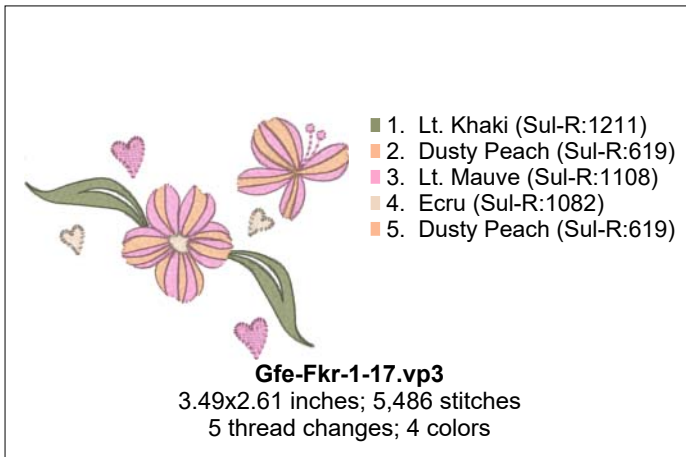 1. Lt. Khaki (Sul-R:1211)
2. Dusty Peach (Sul-R:619)
3. Lt. Mauve (Sul-R:1108)
4. Ecru (Sul-R:1082)
5. Dusty Peach (Sul-R:619)
Gfe-Fkr-1-17.vp3
3.49x2.61 inches; 5,486 stitches
5 thread changes; 4 colors